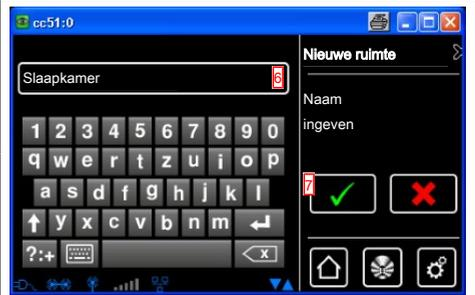 cc51:0
Nieuwe ruimte
Slaapkamer 6
Naam
ingeven
1 2 3 4 5 6 7 8 9 0
q w e r t z u i o p
a s d f g h j k l
7
y x c v b n m
?:+ x